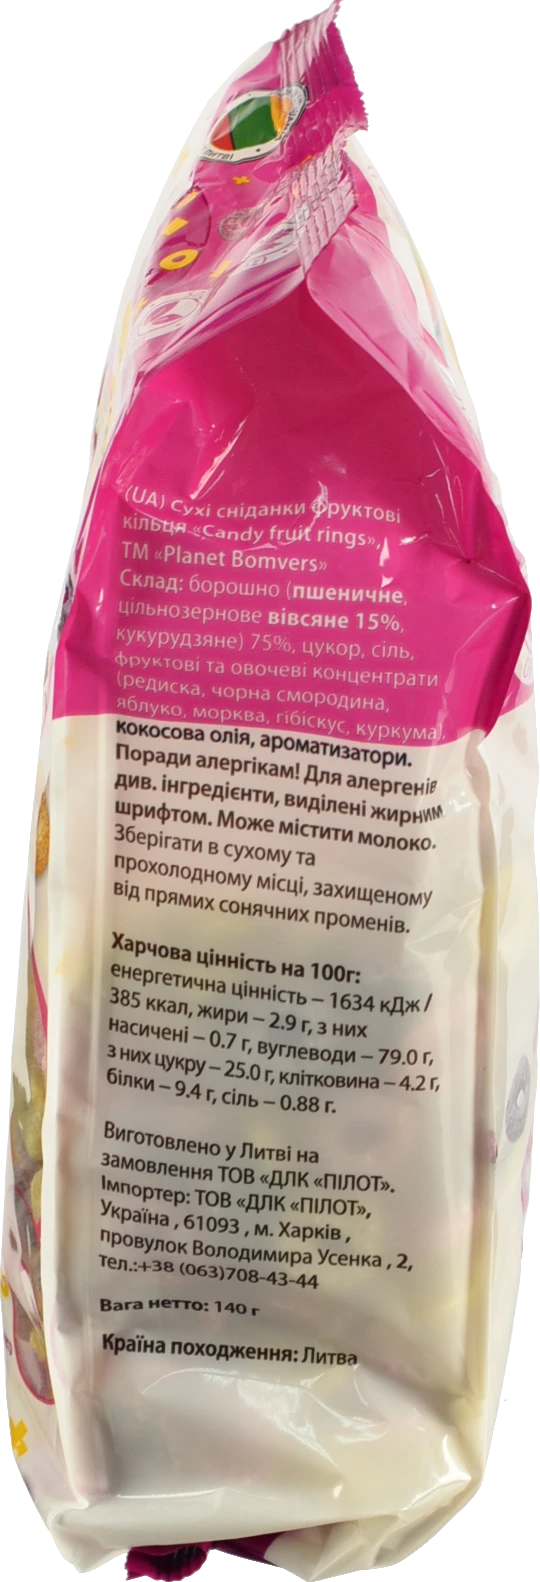 ЛИТВІ
(UA) Сухі сніданки фруктові
кільця «Candy fruit rings»,
ТМ «Planet Bomvers»
Склад: борошно (пшеничне,
цільнозернове вівсяне 15%,
кукурудзяне) 75%, цукор, сіль,
фруктові та овочеві концентрати
(редиска, чорна смородина,
яблуко, морква, гібіскус, куркума),
кокосова олія, ароматизатори.
Поради алергікам! Для алергенів
див. інгредієнти, виділені жирним
шрифтом. Може містити молоко.
Зберігати в сухому та
прохолодному місці, захищеному
від прямих сонячних променів.
Харчова цінність на 100г:
енергетична цінність – 1634 кДж /
385 ккал, жири – 2.9 г, з них
насичені – 0.7 г, вуглеводи – 79.0 г,
з них цукру – 25.0 г, клітковина – 4.2 г,
білки – 9.4 г, сіль – 0.88 г.
Виготовлено у Литві на
замовлення ТОВ «ДЛК «ПІЛОТ».
Імпортер: ТОВ «ДЛК «ПІЛОТ»,
Україна , 61093 , м. Харків ,
провулок Володимира Усенка , 2,
тел.:+38 (063)708-43-44
Вага нетто: 140 г
Країна походження: Литва